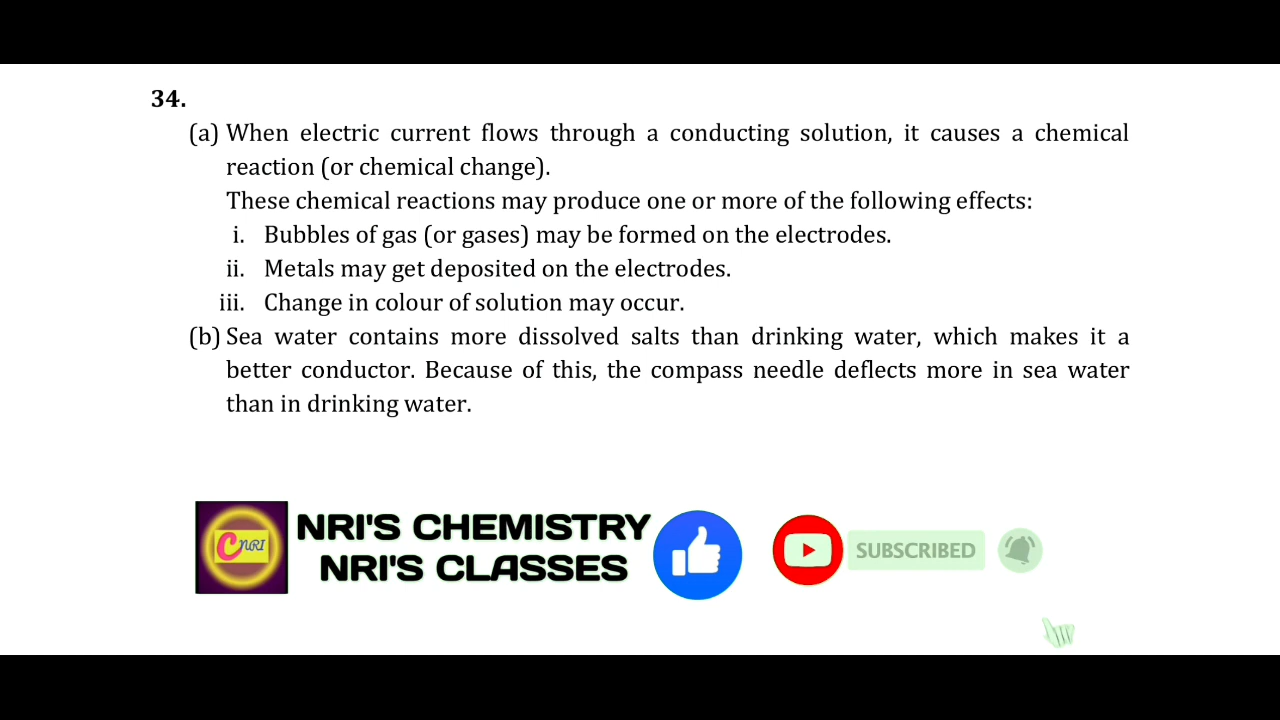 34.
(a) When electric current flows through a conducting solution, it causes a chemical
reaction (or chemical change).
These chemical reactions may produce one or more of the following effects:
i. Bubbles of gas (or gases) may be formed on the electrodes.
ii. Metals may get deposited on the electrodes.
iii. Change in colour of solution may occur.
(b) Sea water contains more dissolved salts than drinking water, which makes it a
better conductor. Because of this, the compass needle deflects more in sea water
than in drinking water.
CnRI
NRI'S CHEMISTRY
NRI'S CLASSES
SUBSCRIBED